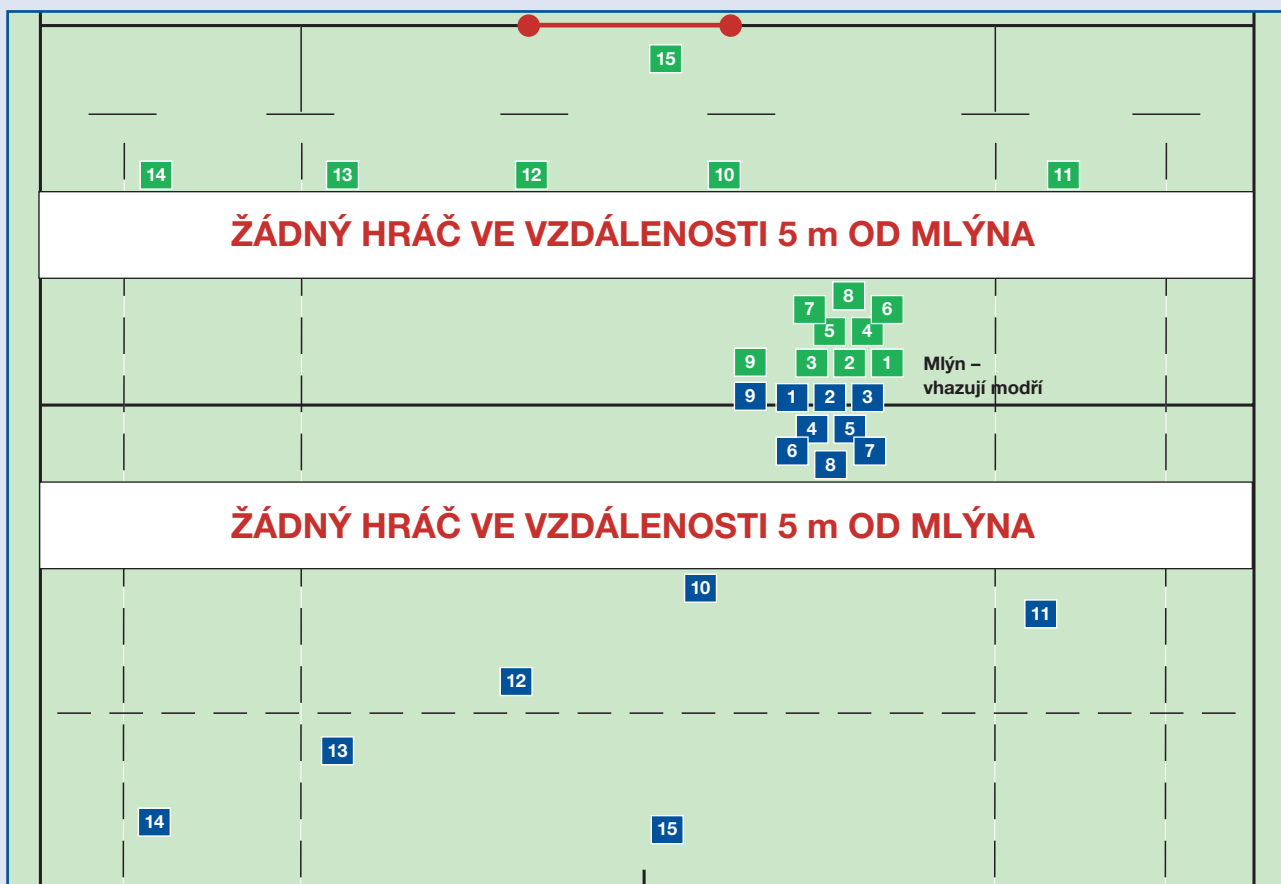 15
14 13 12 10 11
ŽÁDNÝ HRÁČ VE VZDÁLENOSTI 5 m OD MLÝNA
8
7 6
5 4
9 3 2 1
Mlýn –
vhazují modří
9 1 2 3
4 5
6 7
8
ŽÁDNÝ HRÁČ VE VZDÁLENOSTI 5 m OD MLÝNA
10
11
12
13
14
15